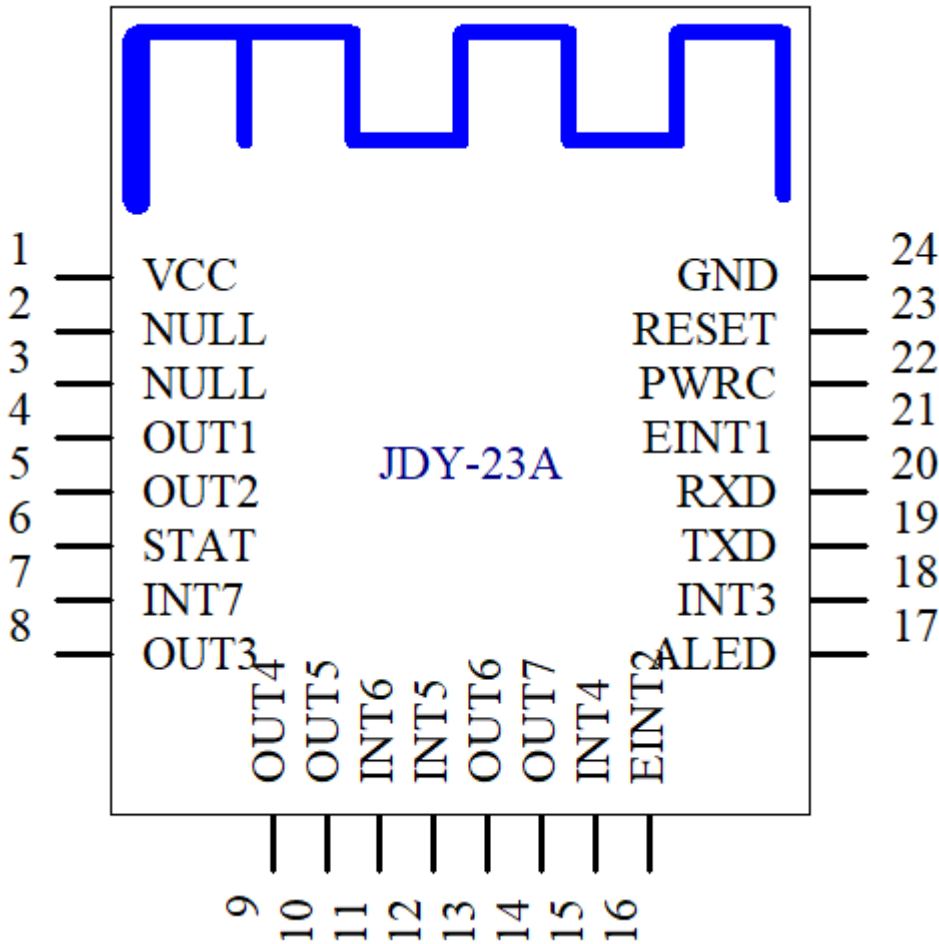 1 VCC GND 24
2 NULL RESET 23
3 NULL PWRC 22
4 OUT1 EINT1 21
JDY-23A
5 OUT2 RXD 20
6 STAT TXD 19
7 INT7 INT3 18
8 OUT3 ALED 17
OUT4 OUT5 INT6 INT5 OUT6 OUT7 INT4 EINT2
9 10 11 12 13 14 15 16